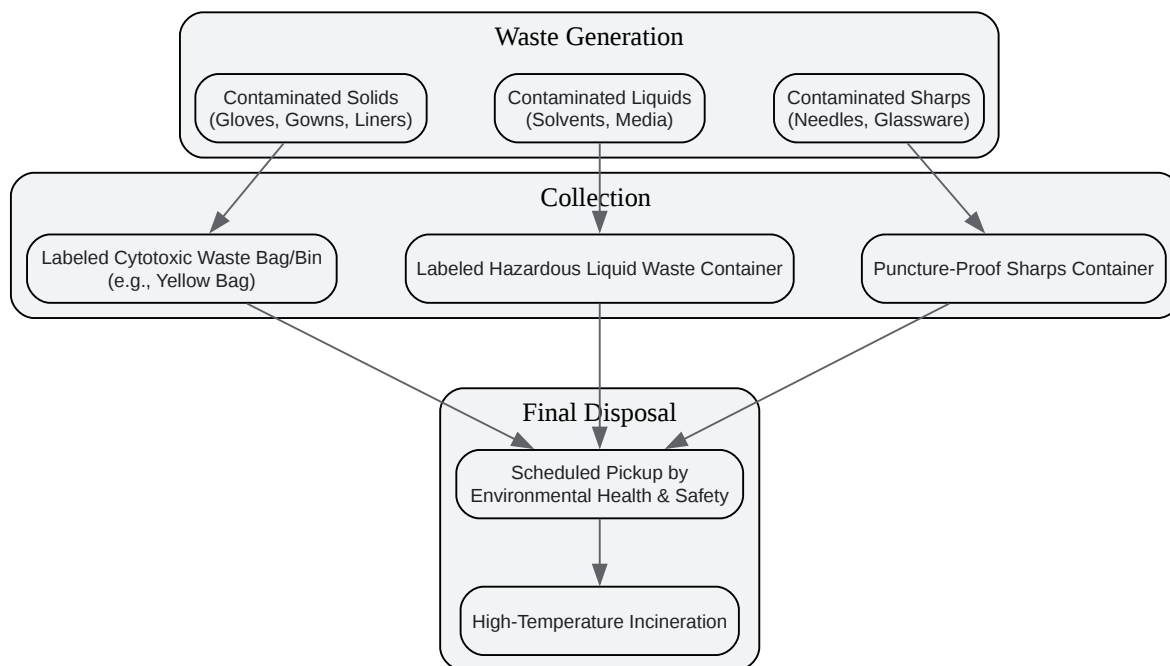 Waste Generation
Contaminated Solids
(Gloves, Gowns, Liners)
Contaminated Liquids
(Solvents, Media)
Contaminated Sharps
(Needles, Glassware)
Collection
Labeled Cytotoxic Waste Bag/Bin
(e.g., Yellow Bag)
Labeled Hazardous Liquid Waste Container
Puncture-Proof Sharps Container
Final Disposal
Scheduled Pickup by
Environmental Health & Safety
High-Temperature Incineration